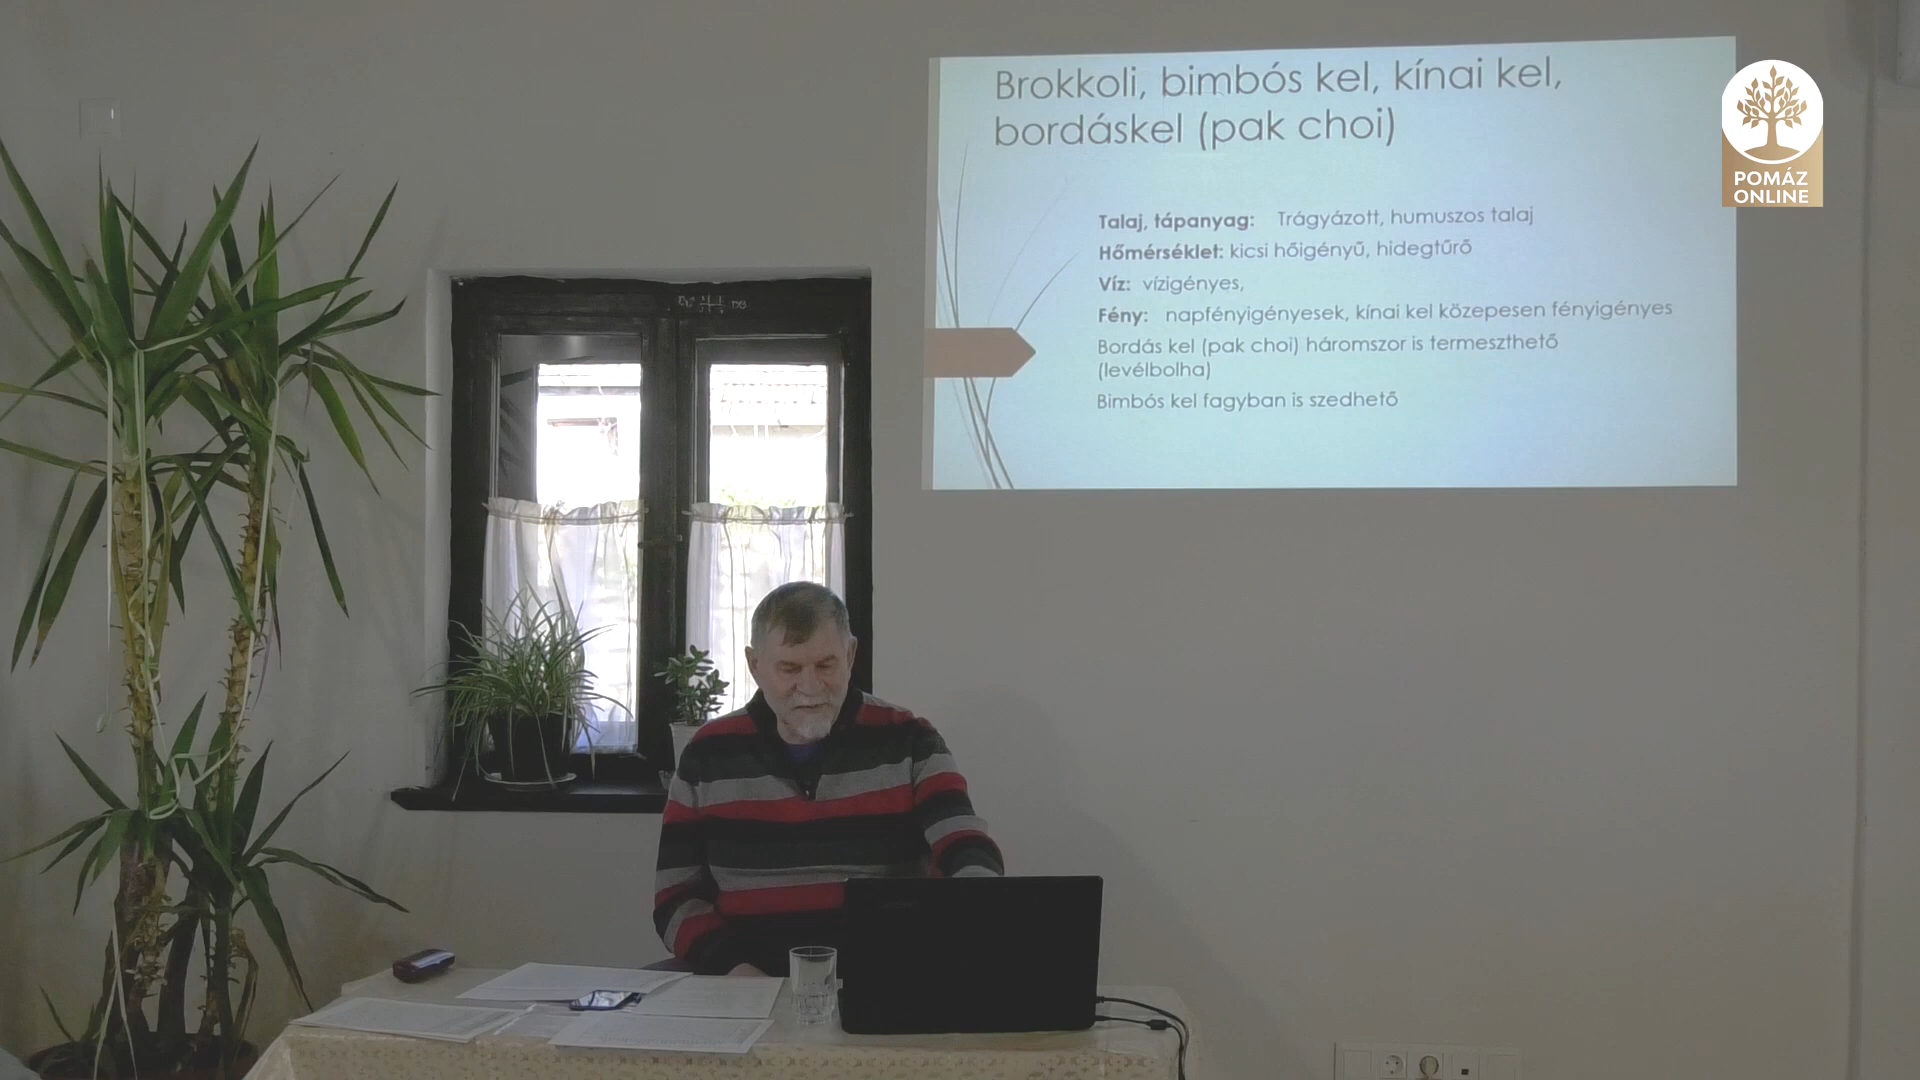 Brokkoli, bimbós kel, kínai kel,
bordáskel (pak choi)
Talaj, tápanyag: Trágyázott, humuszos talaj
Hőmérséklet: kicsi hőigényű, hidegtűrő
Víz: vízigényes,
Fény: napfényigényesek, kínai kel közepesen fényigényes
Bordás kel (pak choi) háromszor is termeszthető
(levélbolha)
Bimbós kel fagyban is szedhető
POMÁZ
ONLINE